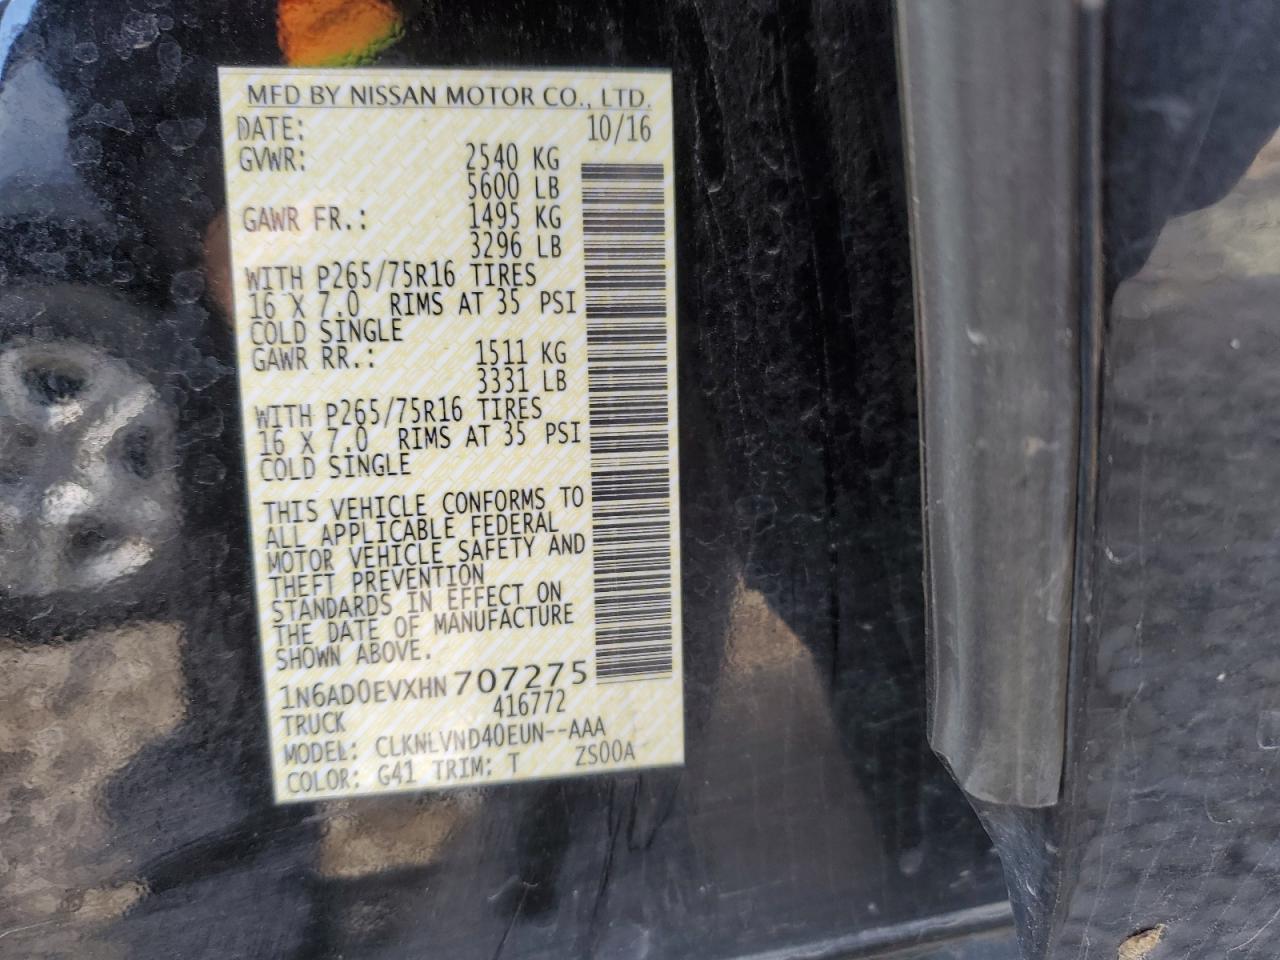 MFD BY NISSAN MOTOR CO., LTD.
DATE: 10/16
GVWR: 2540 KG
5600 LB
GAWR FR.: 1495 KG
3296 LB
WITH P265/75R16 TIRES
16 X 7.0 RIMS AT 35 PSI
COLD SINGLE
GAWR RR.: 1511 KG
3331 LB
WITH P265/75R16 TIRES
16 X 7.0 RIMS AT 35 PSI
COLD SINGLE
THIS VEHICLE CONFORMS TO
ALL APPLICABLE FEDERAL
MOTOR VEHICLE SAFETY AND
THEFT PREVENTION
STANDARDS IN EFFECT ON
THE DATE OF MANUFACTURE
SHOWN ABOVE.
1N6AD0EVXHN707275
TRUCK 416772
MODEL: CLKNLVND40EUN--AAA
COLOR: G41 TRIM: T ZS00A